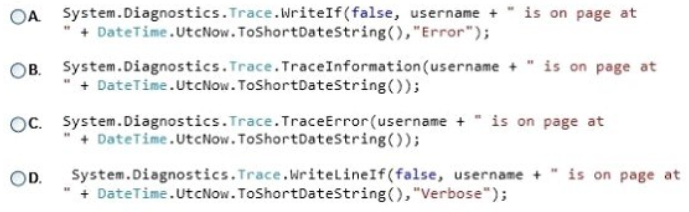 A. System.Diagnostics.Trace.WriteIf(false, username + " is on page at
" + DateTime.UtcNow.ToShortDateString(),"Error");
B. System.Diagnostics.Trace.TraceInformation(username + " is on page at
" + DateTime.UtcNow.ToShortDateString());
C. System.Diagnostics.Trace.TraceError(username + " is on page at
" + DateTime.UtcNow.ToShortDateString());
D. System.Diagnostics.Trace.WriteLineIf(false, username + " is on page at
" + DateTime.UtcNow.ToShortDateString(),"Verbose");